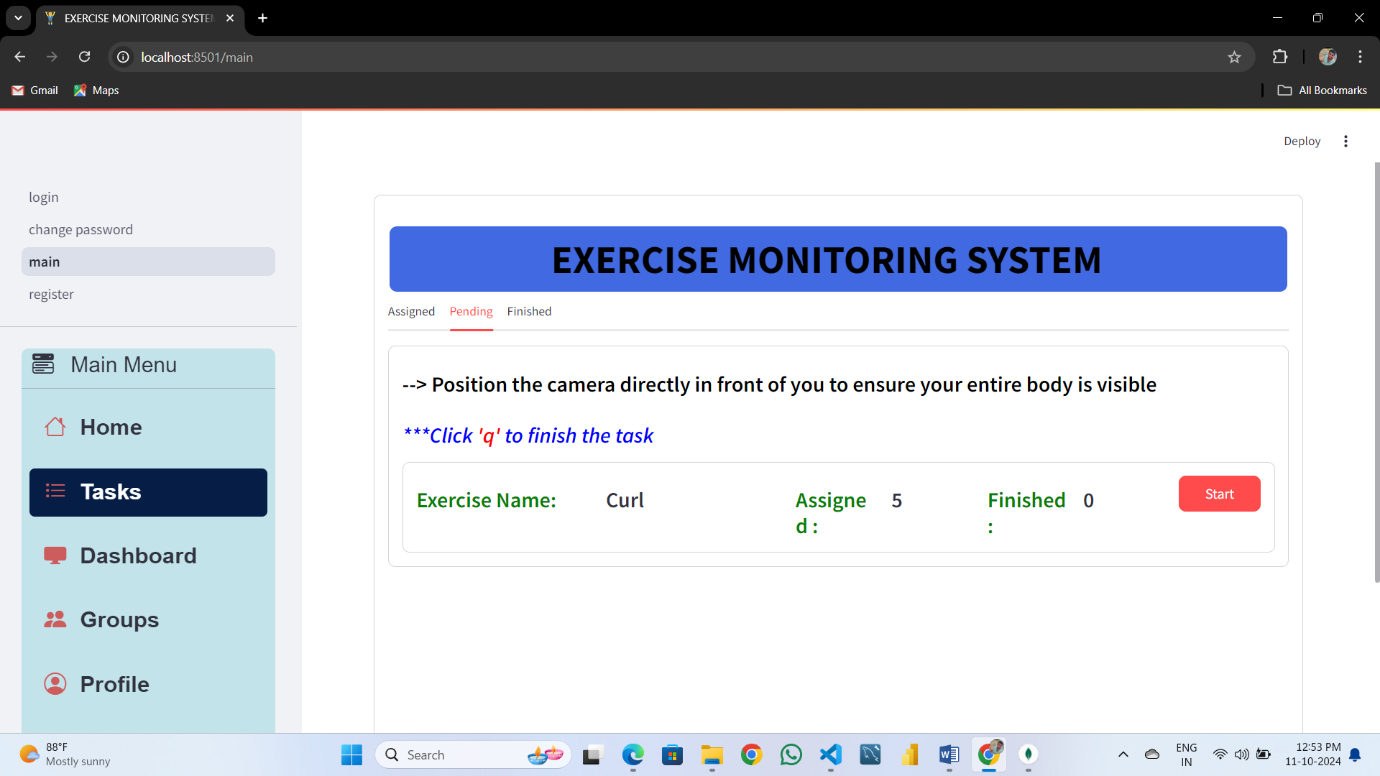 EXERCISE MONITORING SYSTEM
localhost:8501/main
Gmail
Maps
All Bookmarks
Deploy
login
change password
main
register
Main Menu
Home
Tasks
Dashboard
Groups
Profile
EXERCISE MONITORING SYSTEM
Assigned Pending Finished
--> Position the camera directly in front of you to ensure your entire body is visible
***Click 'q' to finish the task
Exercise Name: Curl Assigne 5 Finished 0 Start
d : :
88°F
Mostly sunny
Search
ENG
IN
12:53 PM
11-10-2024